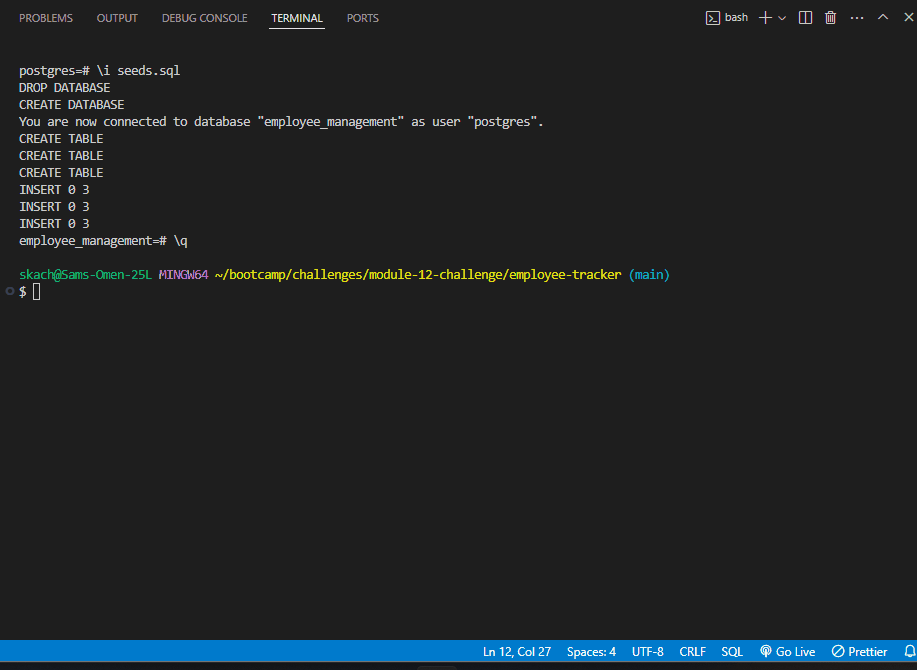 PROBLEMS OUTPUT DEBUG CONSOLE TERMINAL PORTS bash
postgres=# \i seeds.sql
DROP DATABASE
CREATE DATABASE
You are now connected to database "employee_management" as user "postgres".
CREATE TABLE
CREATE TABLE
CREATE TABLE
INSERT 0 3
INSERT 0 3
INSERT 0 3
employee_management=# \q
skach@Sams-Omen-25L MINGW64 ~/bootcamp/challenges/module-12-challenge/employee-tracker (main)
$
Ln 12, Col 27 Spaces: 4 UTF-8 CRLF SQL Go Live Prettier